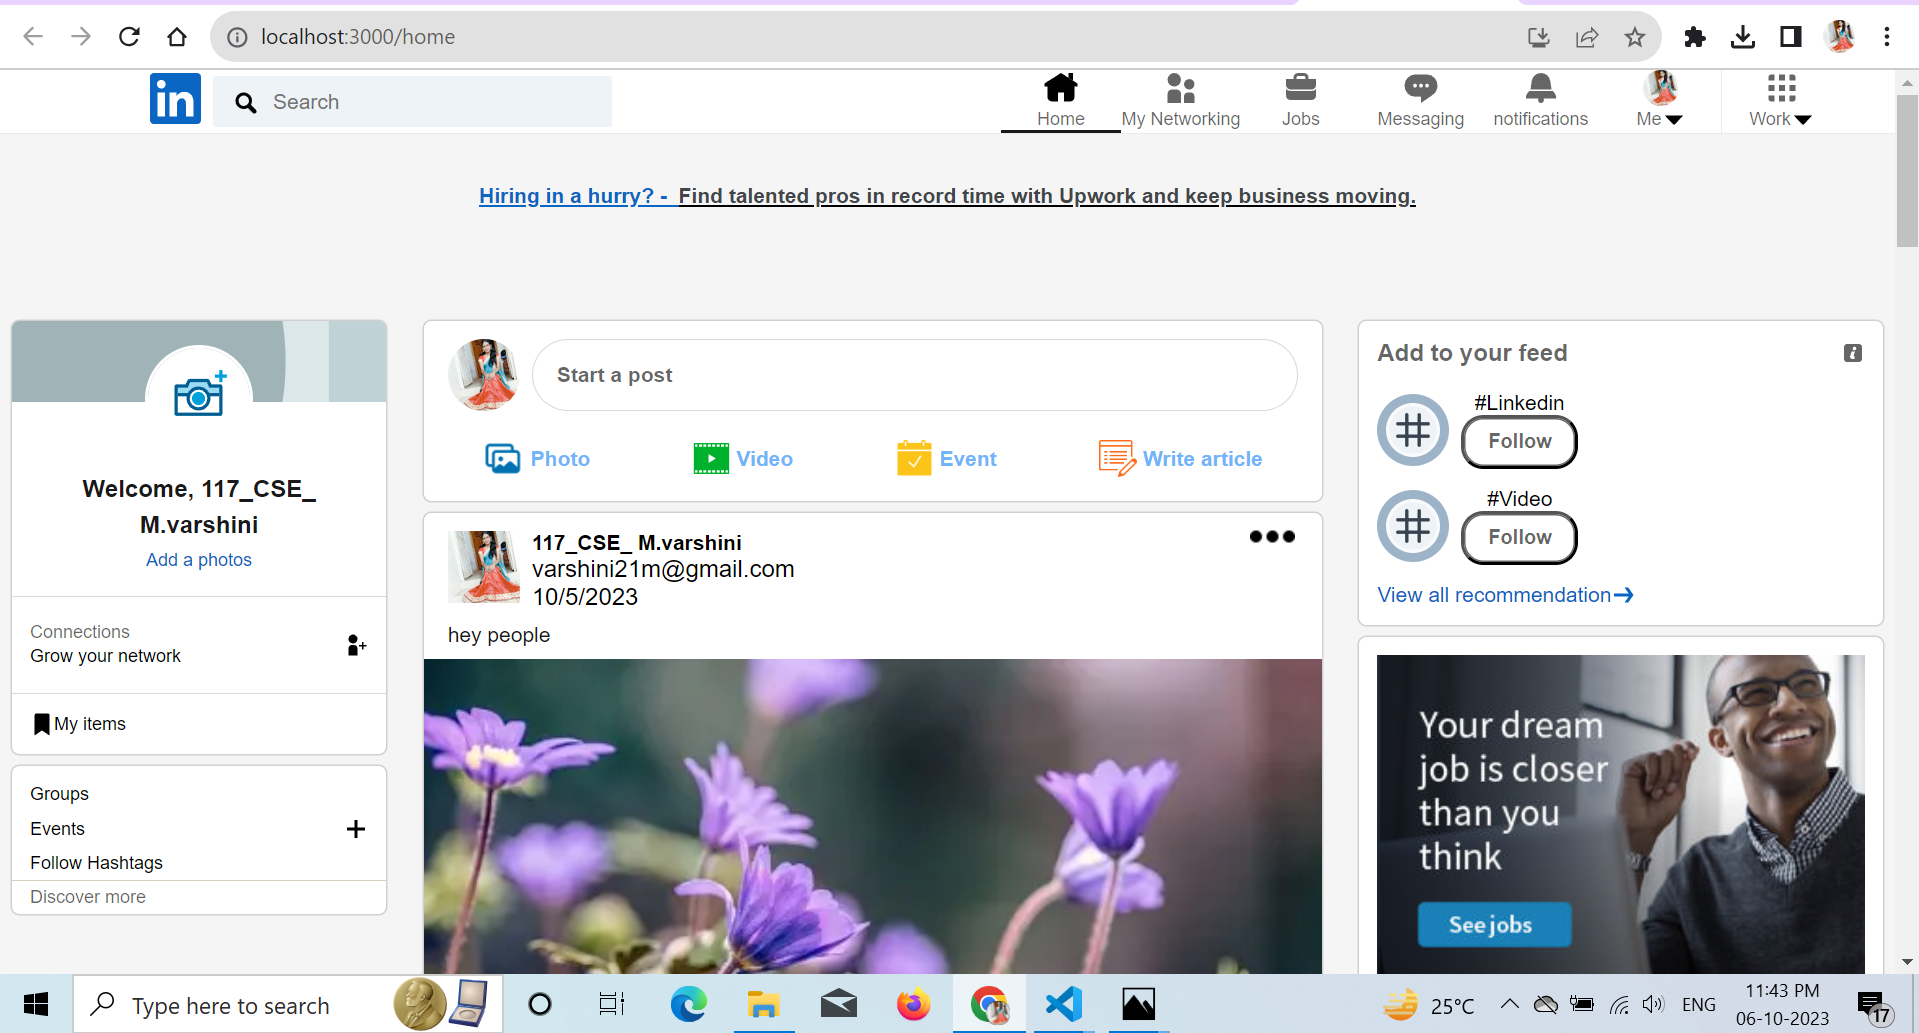 localhost:3000/home
in
Search
Home
My Networking
Jobs
Messaging
notifications
Me
Work
Hiring in a hurry? - Find talented pros in record time with Upwork and keep business moving.
Welcome, 117_CSE_
M.varshini
Add a photos
Connections
Grow your network
My items
Groups
Events
Follow Hashtags
Discover more
Start a post
Photo
Video
Event
Write article
117_CSE_ M.varshini
varshini21m@gmail.com
10/5/2023
hey people
Add to your feed
#Linkedin
Follow
#Video
Follow
View all recommendation
Your dream
job is closer
than you
think
See jobs
Type here to search
25°C
ENG
11:43 PM
06-10-2023
17